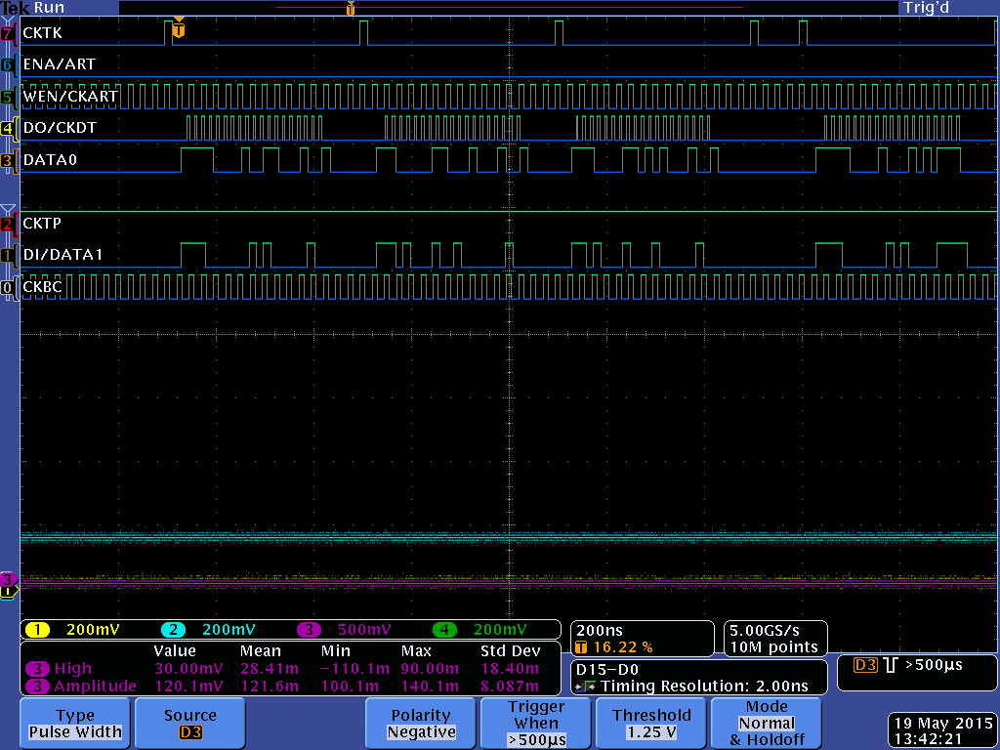 Tek Run Trig'd
T
7 CKTK
T
6 ENA/ART
5 WEN/CKART
4 DO/CKDT
3 DATA0
2 CKTP
1 DI/DATA1
0 CKBC
3
1
1 200mV 2 200mV 3 500mV 4 200mV
200ns
T 16.22 %
5.00GS/s
10M points
Value Mean Min Max Std Dev
3 High 30.00mV 28.41m −110.1m 90.00m 18.40m
3 Amplitude 120.1mV 121.6m 100.1m 140.1m 8.087m
D15−D0
Timing Resolution: 2.00ns
D3 >500µs
Type
Pulse Width
Source
D3
Polarity
Negative
Trigger
When
>500µs
Threshold
1.25 V
Mode
Normal
& Holdoff
19 May 2015
13:42:21